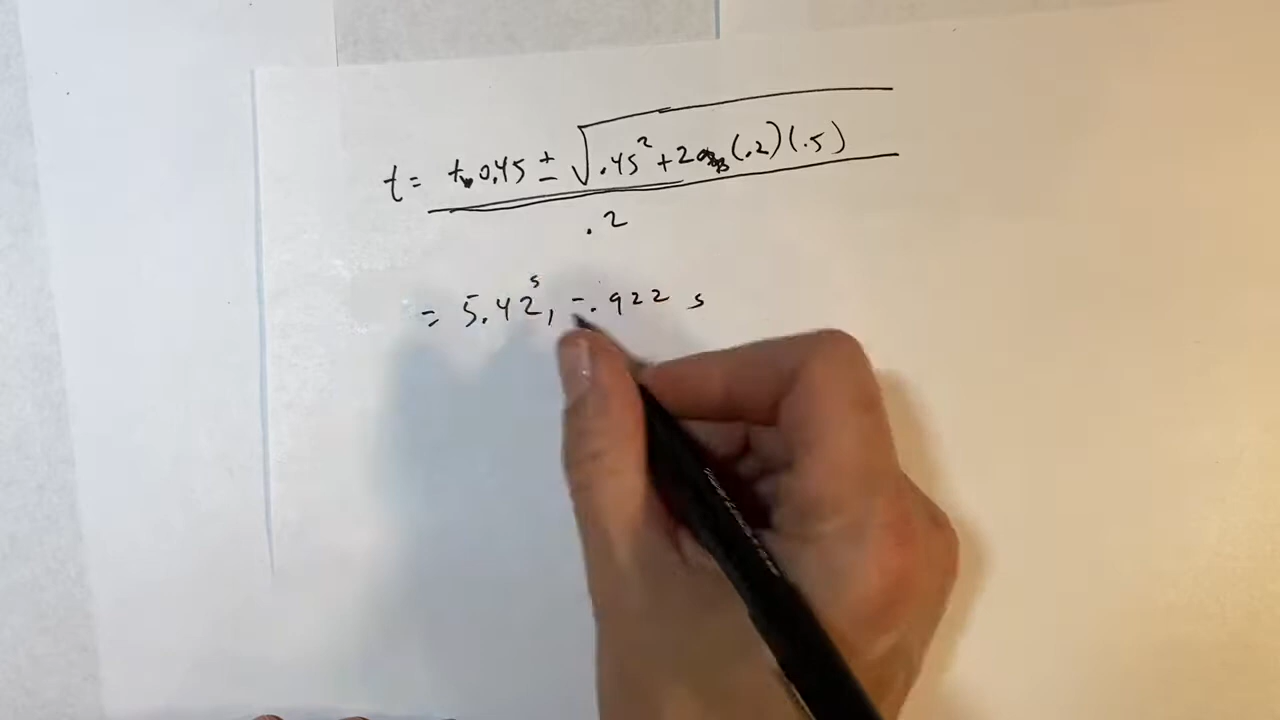 t = +0.45 ± √.45² + 2(.2)(.5)
.2
= 5.42 s, -.922 s